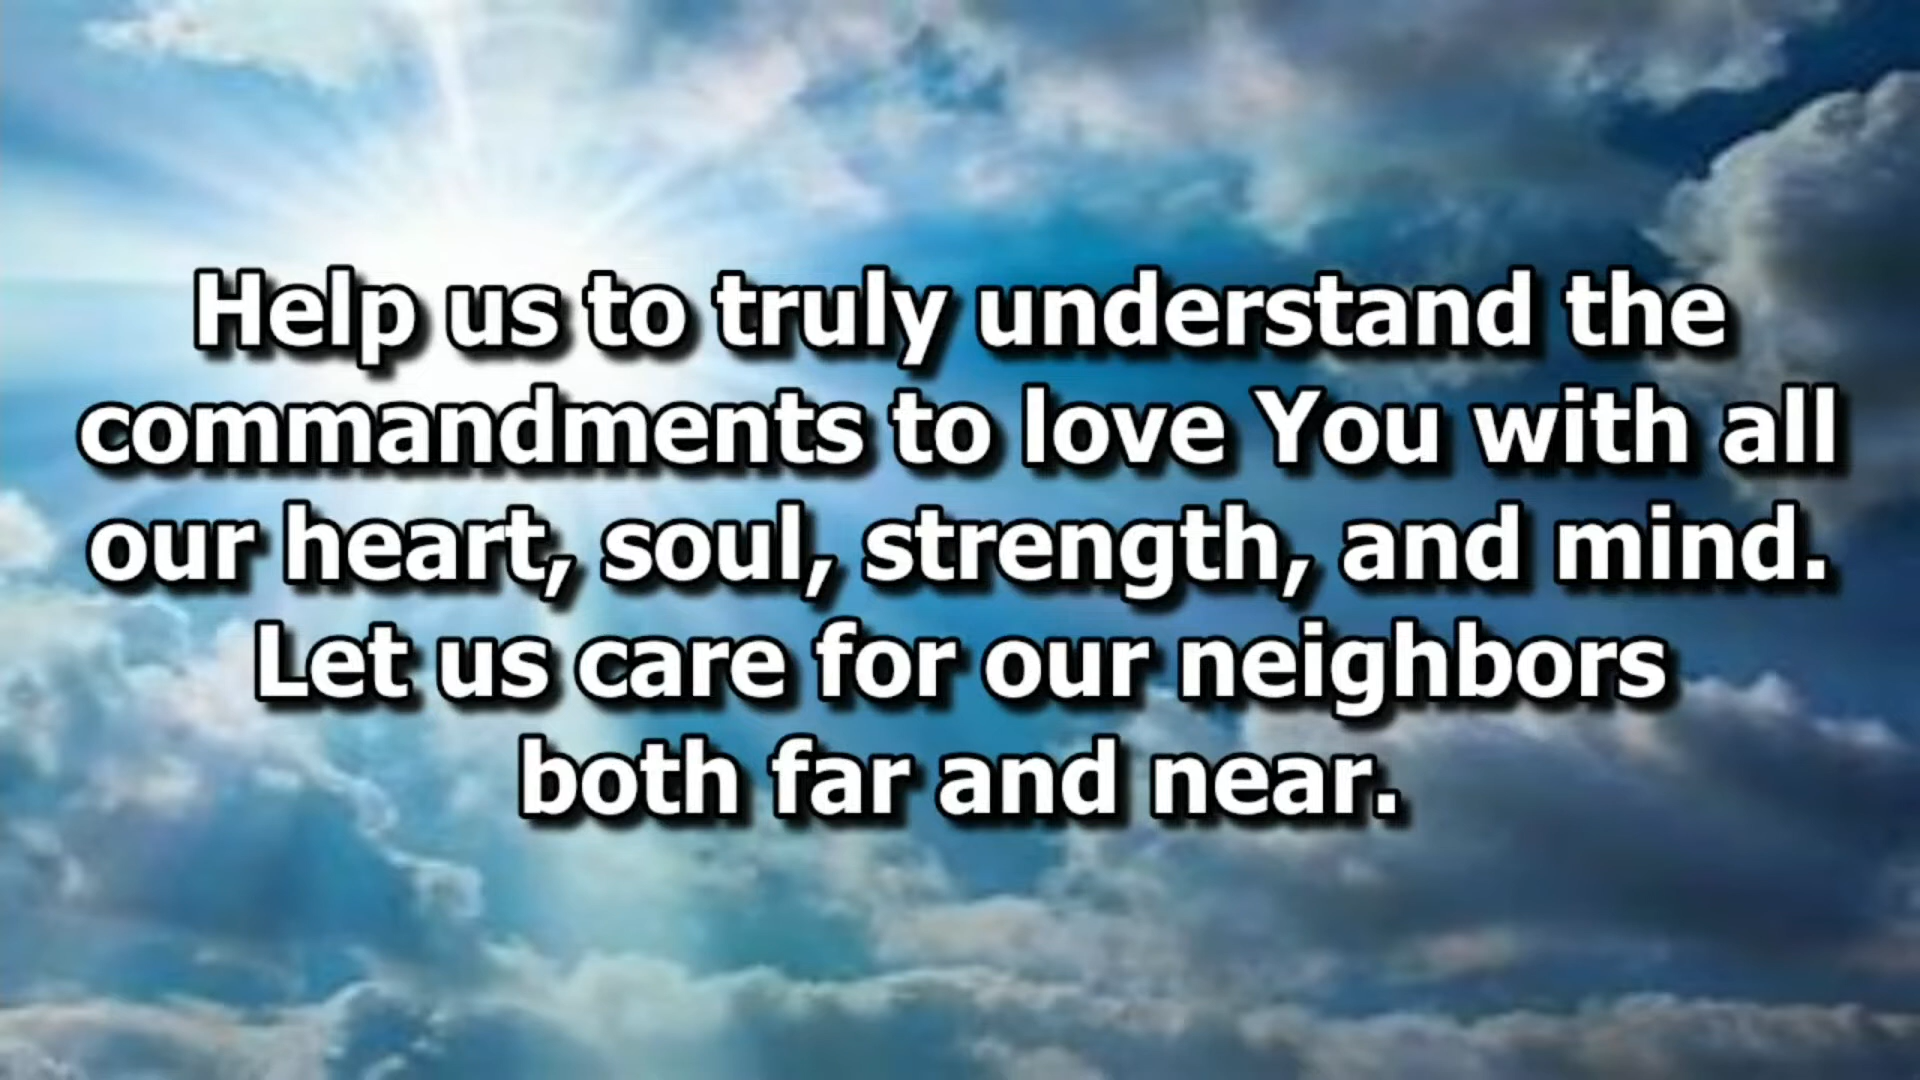 Help us to truly understand the
commandments to love You with all
our heart, soul, strength, and mind.
Let us care for our neighbors
both far and near.